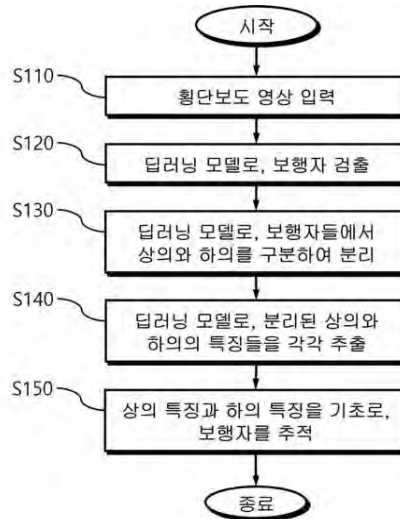 시작
S110
횡단보도 영상 입력
S120
딥러닝 모델로, 보행자 검출
S130
딥러닝 모델로, 보행자들에서
상의와 하의를 구분하여 분리
S140
딥러닝 모델로, 분리된 상의와
하의의 특징들을 각각 추출
S150
상의 특징과 하의 특징을 기초로,
보행자를 추적
종료